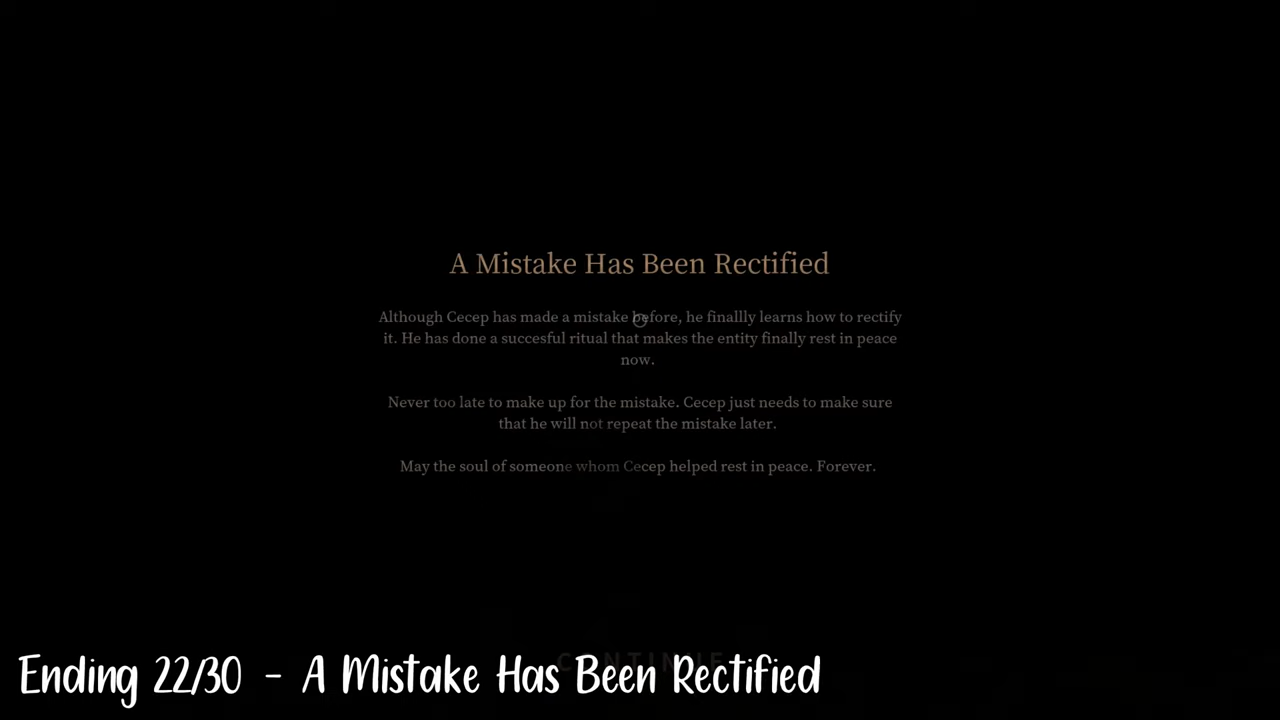 A Mistake Has Been Rectified
Although Cecep has made a mistake before, he finallly learns how to rectify
it. He has done a succesful ritual that makes the entity finally rest in peace
now.
Never too late to make up for the mistake. Cecep just needs to make sure
that he will not repeat the mistake later.
May the soul of someone whom Cecep helped rest in peace. Forever.
CONTINUE
Ending 22/30 - A Mistake Has Been Rectified